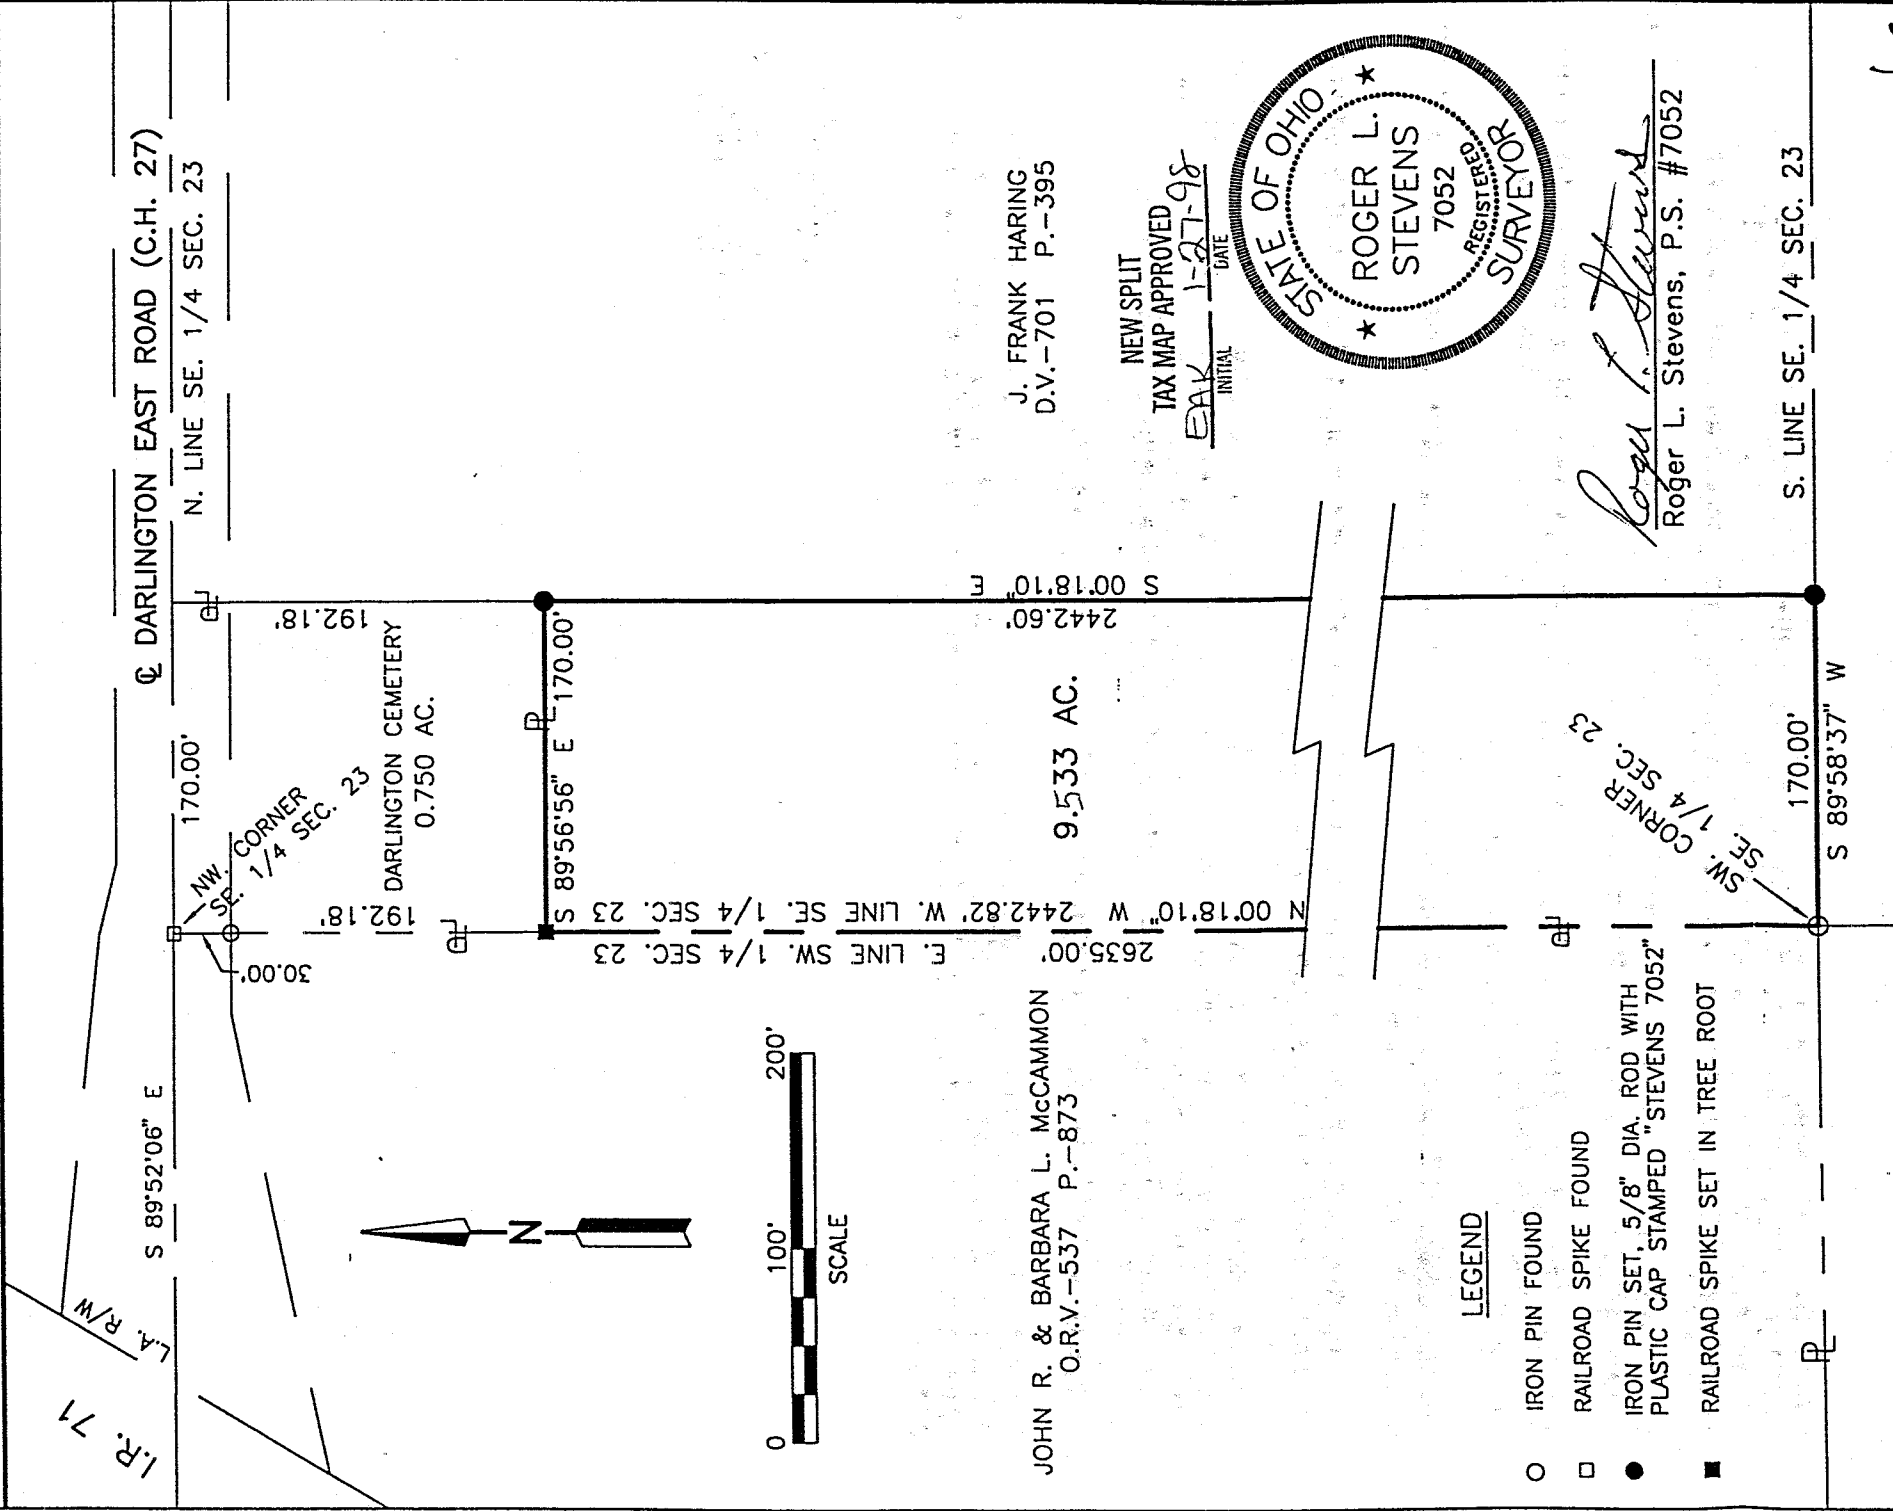 I.R. 71
L.A. R/W
S 89°52'06" E
℄ DARLINGTON EAST ROAD (C.H. 27)
N. LINE SE. 1/4 SEC. 23
170.00'
30.00'
NW. CORNER
SE. 1/4 SEC. 23
192.18'
192.18'
DARLINGTON CEMETERY
0.750 AC.
S 89°56'56" E 170.00'
N
E. LINE SW. 1/4 SEC. 23
2635.00'
N 00°18'10" W 2442.82' W. LINE SE. 1/4 SEC. 23
S 00°18'10" E
2442.60'
9.533 AC.
0 100' 200'
SCALE
JOHN R. & BARBARA L. McCAMMON
O.R.V.-537 P.-873
J. FRANK HARING
D.V.-701 P.-395
NEW SPLIT
TAX MAP APPROVED
EAK 1-27-98
INITIAL DATE
STATE OF OHIO
ROGER L.
STEVENS
7052
REGISTERED
SURVEYOR
Roger L. Stevens
Roger L. Stevens, P.S. #7052
LEGEND
IRON PIN FOUND
RAILROAD SPIKE FOUND
IRON PIN SET, 5/8" DIA. ROD WITH
PLASTIC CAP STAMPED "STEVENS 7052"
RAILROAD SPIKE SET IN TREE ROOT
SW. CORNER
SE. 1/4 SEC. 23
170.00'
S 89°58'37" W
S. LINE SE. 1/4 SEC. 23